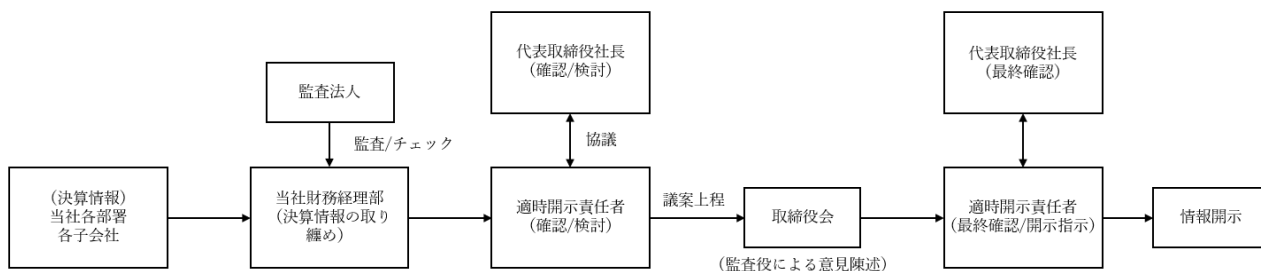 代表取締役社長
（確認/検討）
代表取締役社長
（最終確認）
監査法人
監査/チェック
協議
（決算情報）
当社各部署
各子会社
当社財務経理部
（決算情報の取り
纏め）
適時開示責任者
（確認/検討）
議案上程
取締役会
（監査役による意見陳述）
適時開示責任者
（最終確認/開示指示）
情報開示